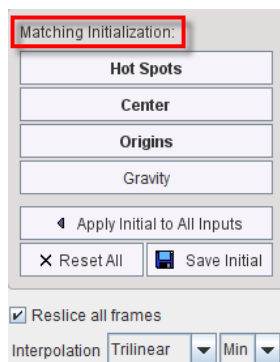 Matching Initialization:
Hot Spots
Center
Origins
Gravity
Apply Initial to All Inputs
Reset All Save Initial
Reslice all frames
Interpolation Trilinear Min